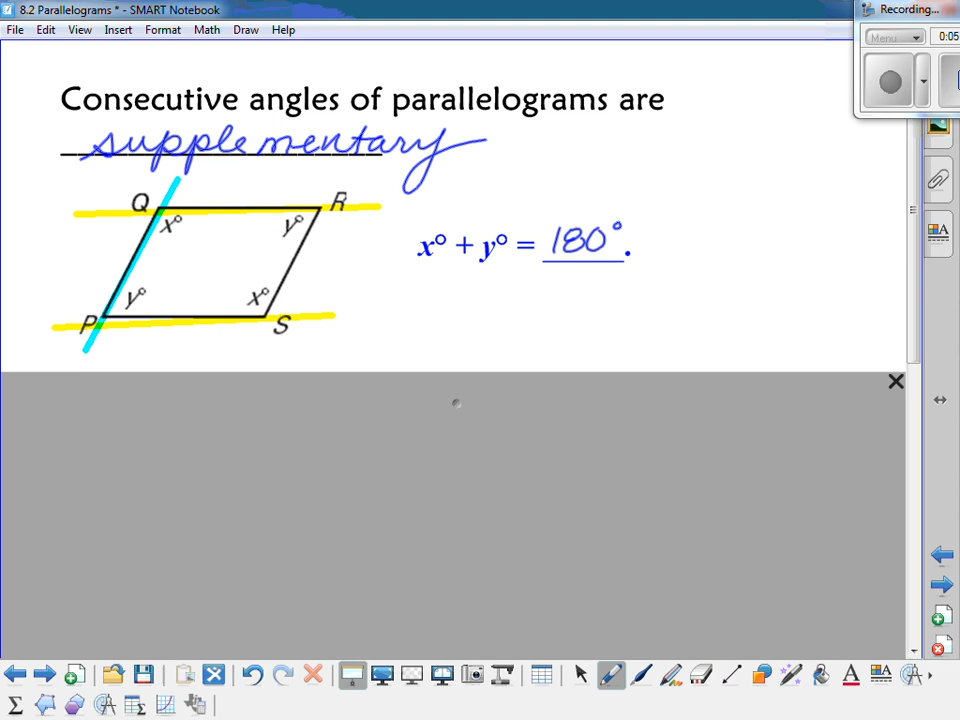 8.2 Parallelograms * - SMART Notebook
Recording...
File Edit View Insert Format Math Draw Help
Menu
0:05
Consecutive angles of parallelograms are
supplementary
Q R
x° y°
x° + y° = 180°.
y° x°
P S